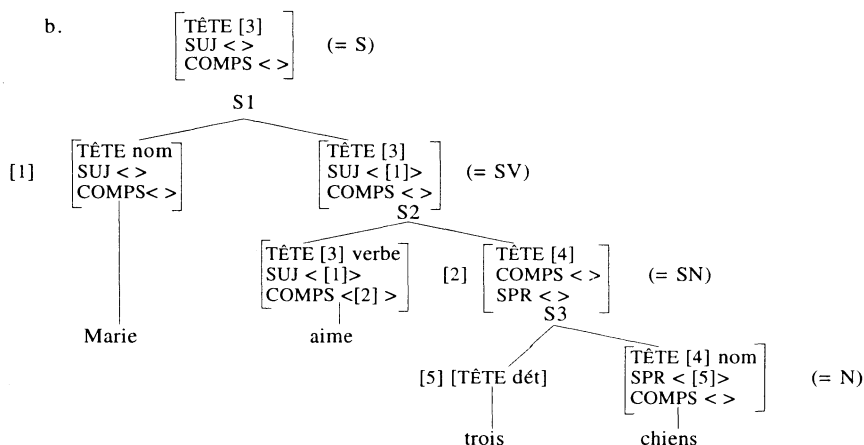 b.
TÊTE [3]
SUJ < > (= S)
COMPS < >
S1
TÊTE nom TÊTE [3]
[1] SUJ < > SUJ < [1]> (= SV)
COMPS< > COMPS < >
S2
TÊTE [3] verbe [2] TÊTE [4]
SUJ < [1]> COMPS < > (= SN)
COMPS <[2] > SPR < >
S3
Marie aime
TÊTE [4] nom
[5] [TÊTE dét] SPR < [5]> (= N)
COMPS < >
trois chiens